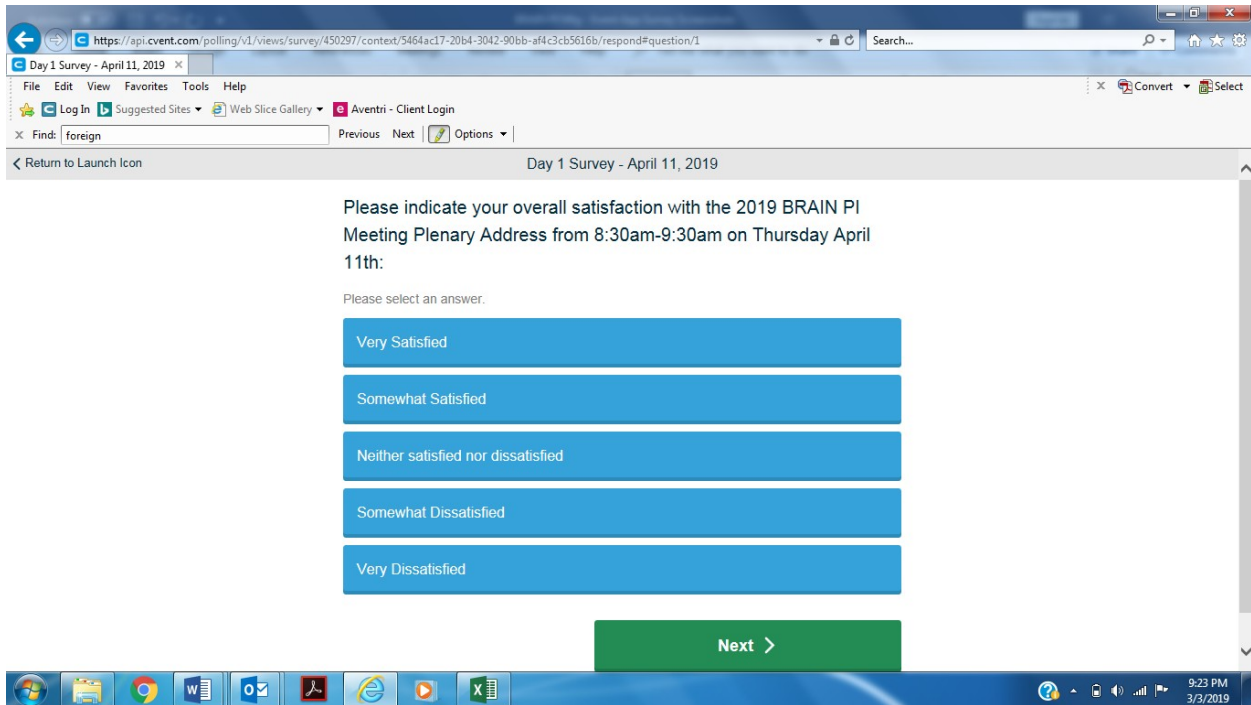 https://api.cvent.com/polling/v1/views/survey/450297/context/5464ac17-20b4-3042-90bb-af4c3cb5616b/respond#question/1
Search...
Day 1 Survey - April 11, 2019
File Edit View Favorites Tools Help
Convert Select
Log In Suggested Sites Web Slice Gallery Aventri - Client Login
Find: foreign Previous Next Options
Return to Launch Icon
Day 1 Survey - April 11, 2019
Please indicate your overall satisfaction with the 2019 BRAIN PI
Meeting Plenary Address from 8:30am-9:30am on Thursday April
11th:
Please select an answer.
Very Satisfied
Somewhat Satisfied
Neither satisfied nor dissatisfied
Somewhat Dissatisfied
Very Dissatisfied
Next
9:23 PM
3/3/2019